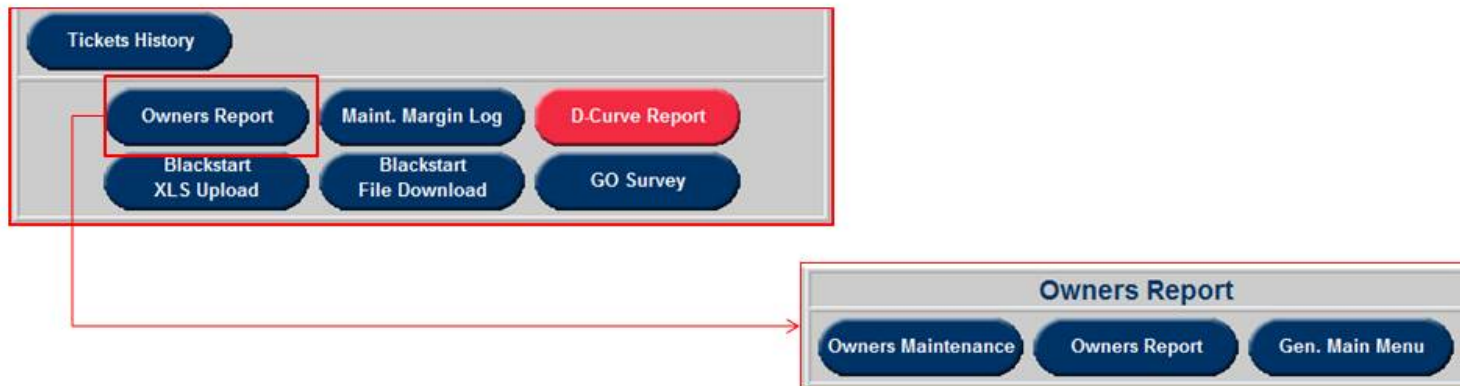 Tickets History
Owners Report
Maint. Margin Log
D-Curve Report
Blackstart
XLS Upload
Blackstart
File Download
GO Survey
Owners Report
Owners Maintenance
Owners Report
Gen. Main Menu